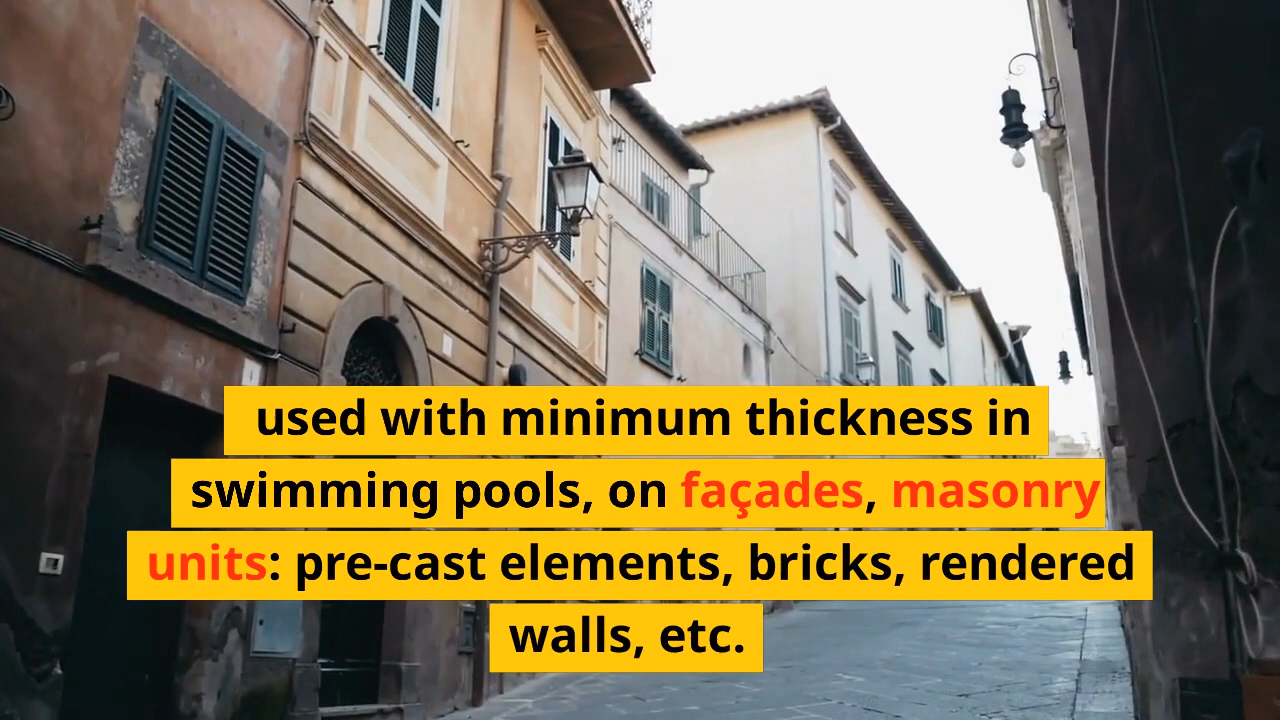 used with minimum thickness in
swimming pools, on façades, masonry
units: pre-cast elements, bricks, rendered
walls, etc.